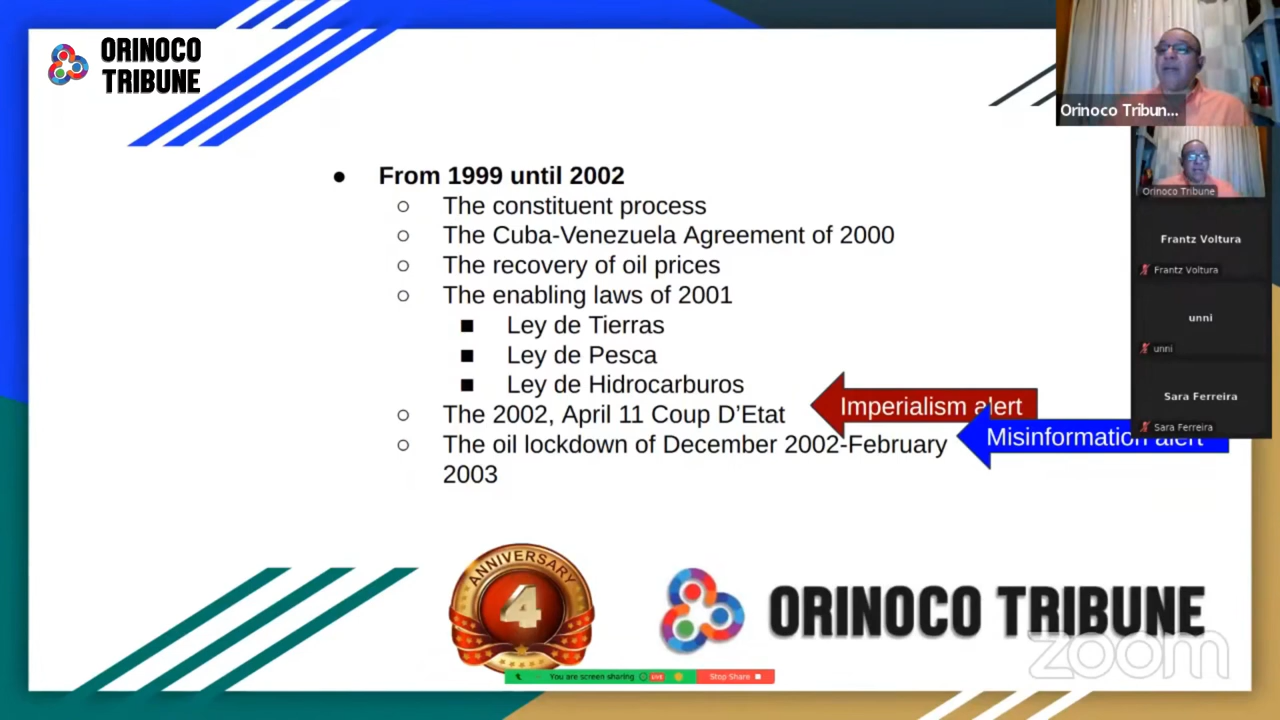 ORINOCO
TRIBUNE
Orinoco Tribun...
From 1999 until 2002
The constituent process
Orinoco Tribune
The Cuba-Venezuela Agreement of 2000
Frantz Voltura
The recovery of oil prices
Frantz Voltura
The enabling laws of 2001
Ley de Tierras
unni
unni
Ley de Pesca
Ley de Hidrocarburos
Sara Ferreira
Imperialism alert
The 2002, April 11 Coup D'Etat
Sara Ferreira
Misinformation alert
The oil lockdown of December 2002-February
2003
ANNIVERSARY
4
ORINOCO TRIBUNE
zoom
You are screen sharing
LIVE
Stop Share